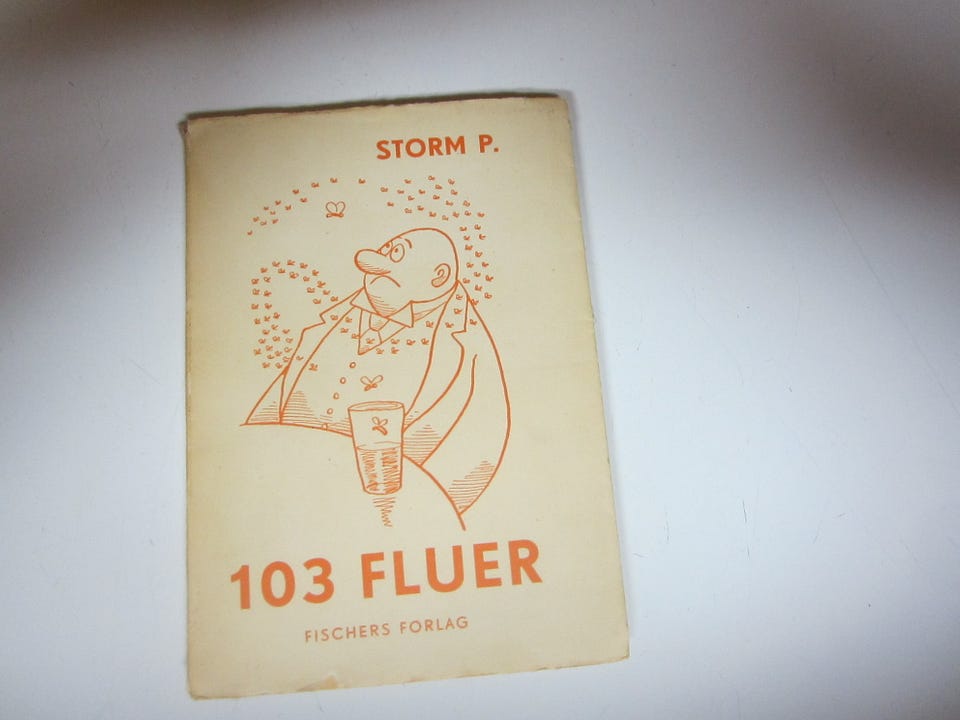 STORM P.
103 FLUER
FISCHERS FORLAG